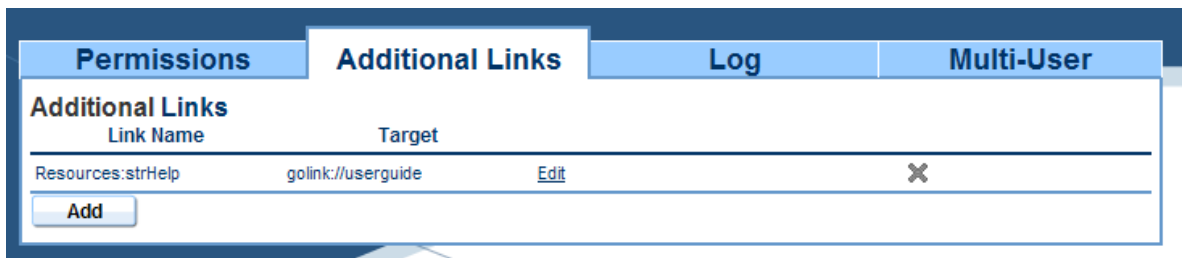 Permissions Additional Links Log Multi-User
Additional Links
Link Name Target
Resources:strHelp golink://userguide Edit
Add